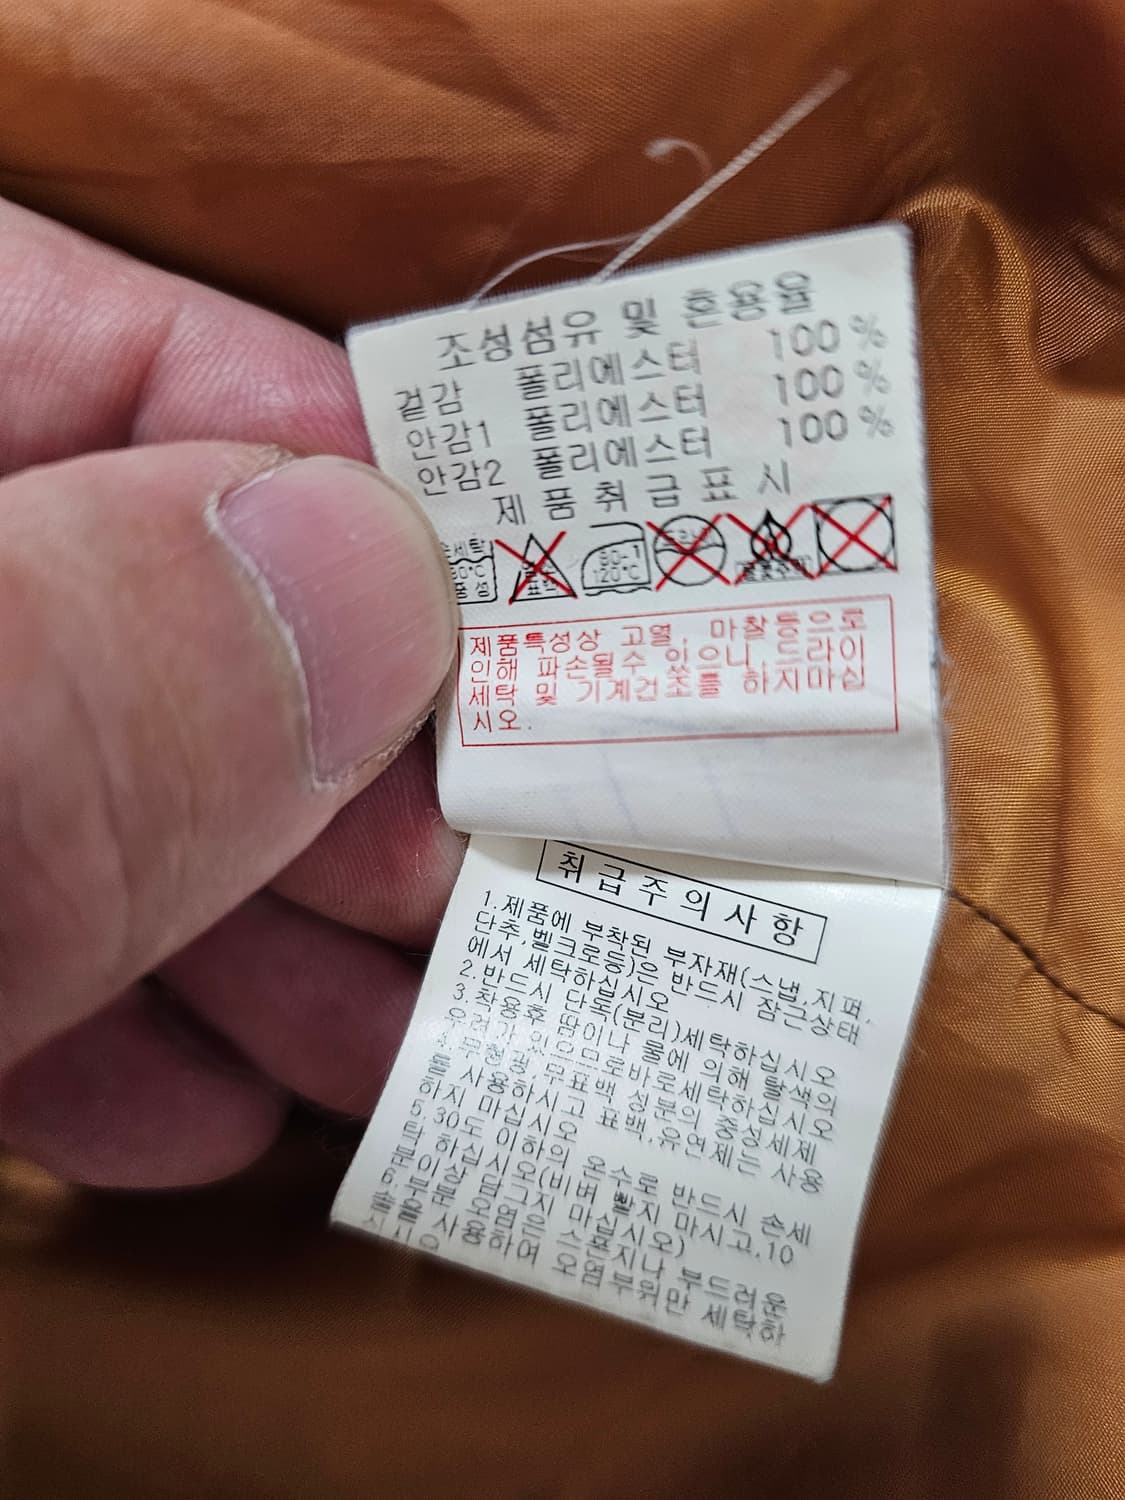 조성섬유 및 혼용율
겉감 폴리에스터 100 %
안감1 폴리에스터 100 %
안감2 폴리에스터 100 %
제 품 취 급 표 시
80-1
120°C
제품특성상 고열, 마찰등으로
인해 파손될수 있으니 드라이
세탁 및 기계건조를 하지마십
시오.
취급주의사항
1.제품에 부착된 부자재(스냅,지퍼,
단추,벨크로등)은 반드시 잠근상태
에서 세탁하십시오
2.반드시 단독(분리)세탁하십시오
3.착용후 땀이나 물에 의해 탈색의
우려가 있으므로바로세탁하십시오
4.무형광,무표백 성분의 중성세제
를 사용하시고 표백,유연제는 사용
하지 마십시오
5.30도 이하의 온수로 반드시 손세
탁 하십시오(비벼 빨지 마시고,10
분이상 담그지 마십시오)
6.부분 오염은 스폰지나 부드러운
솔을 사용하여 오염부위만 세탁하
시오